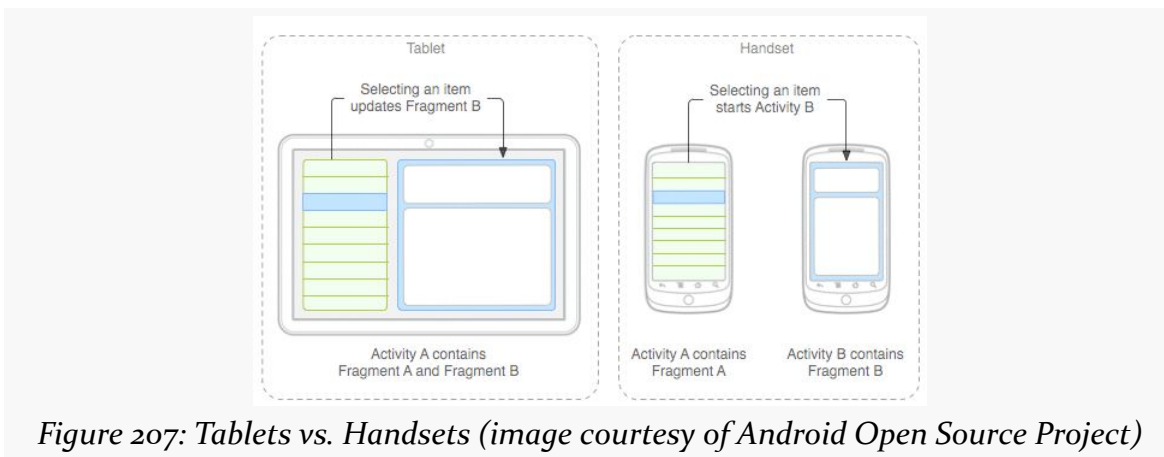 Tablet
Selecting an item
updates Fragment B
Activity A contains
Fragment A and Fragment B
Handset
Selecting an item
starts Activity B
Activity A contains
Fragment A
Activity B contains
Fragment B
Figure 207: Tablets vs. Handsets (image courtesy of Android Open Source Project)